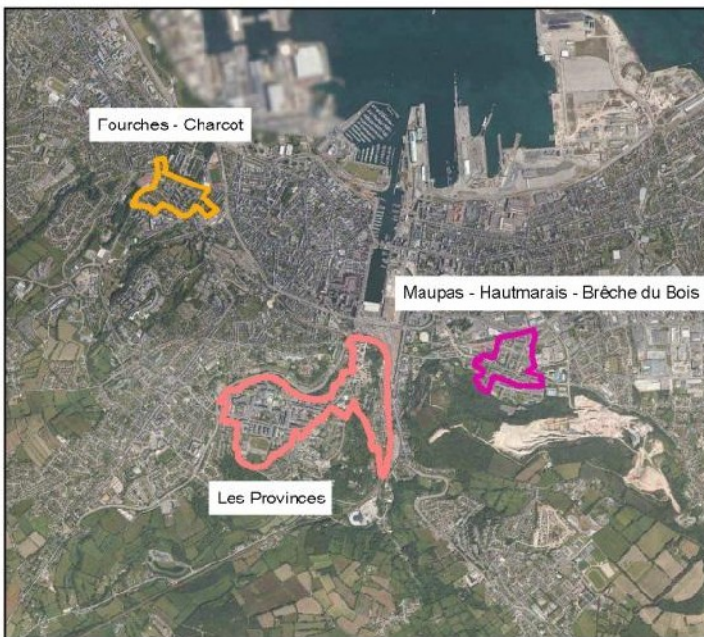 Fourches - Charcot
Maupas - Hautmarais - Brêche du Bois
Les Provinces